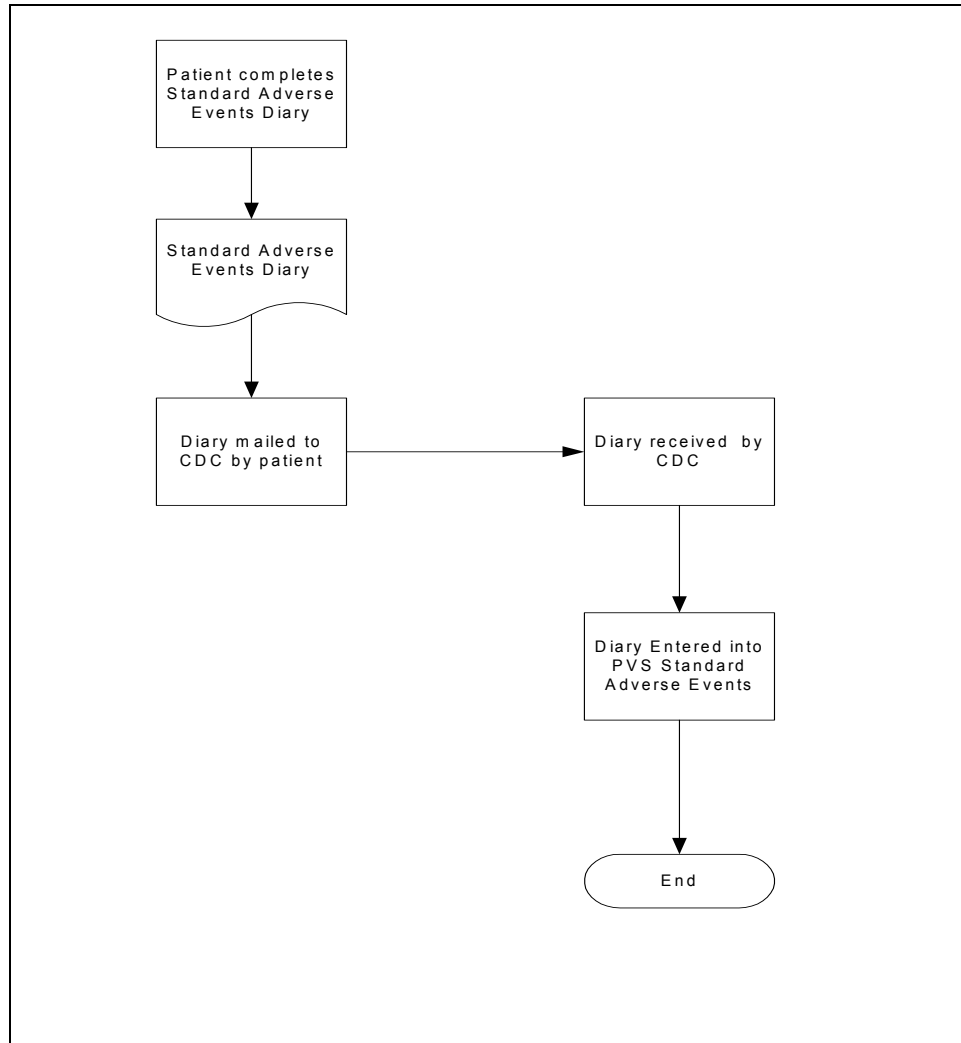 Patient completes
Standard Adverse
Events Diary
Standard Adverse
Events Diary
Diary mailed to
CDC by patient
Diary received by
CDC
Diary Entered into
PVS Standard
Adverse Events
End